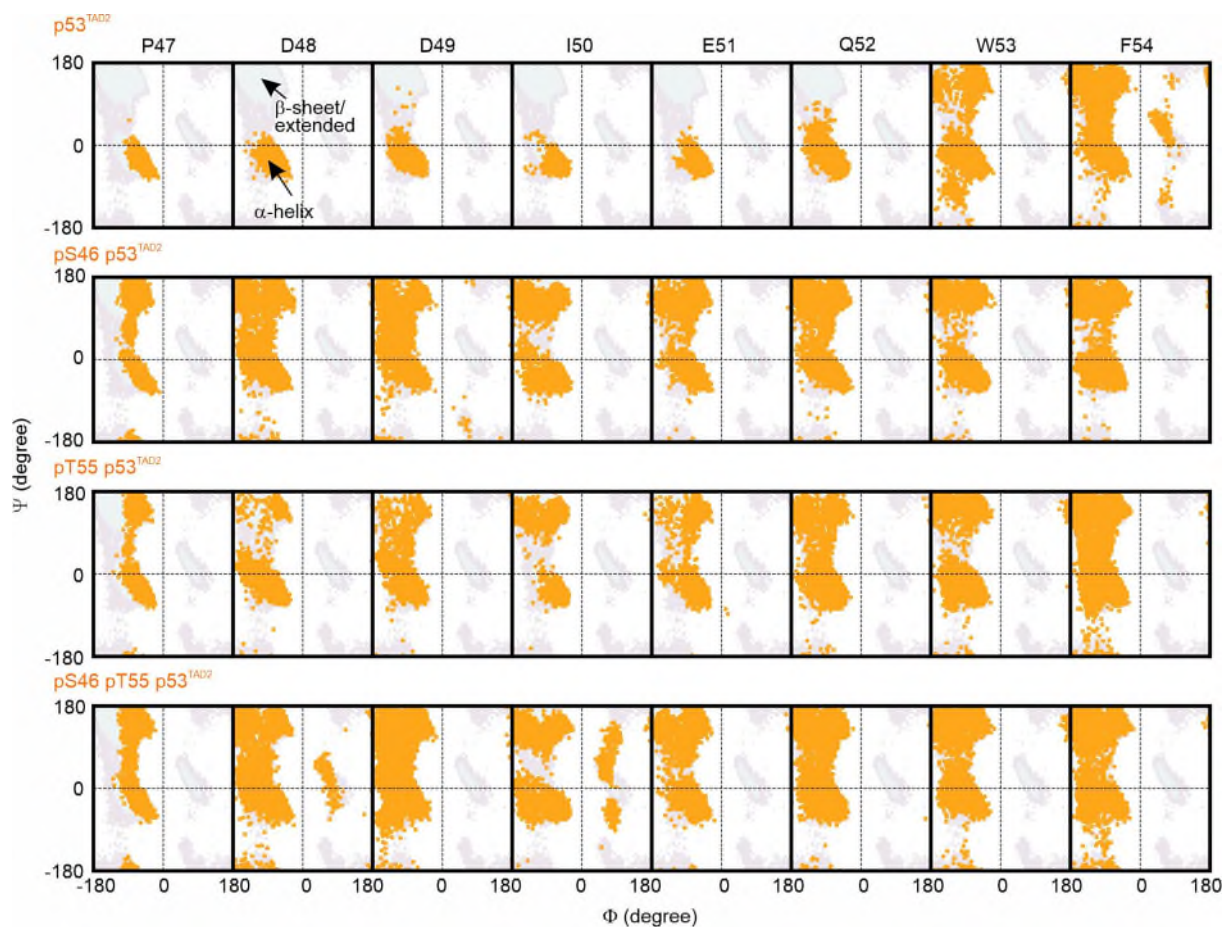 p53TAD2
P47 D48 D49 I50 E51 Q52 W53 F54
180
β-sheet/
extended
0
α-helix
-180
pS46 p53TAD2
180
0
-180
pT55 p53TAD2
180
0
-180
pS46 pT55 p53TAD2
180
0
-180
-180 0 180 0 180 0 180 0 180 0 180 0 180 0 180 0 180
Φ (degree)
Ψ (degree)